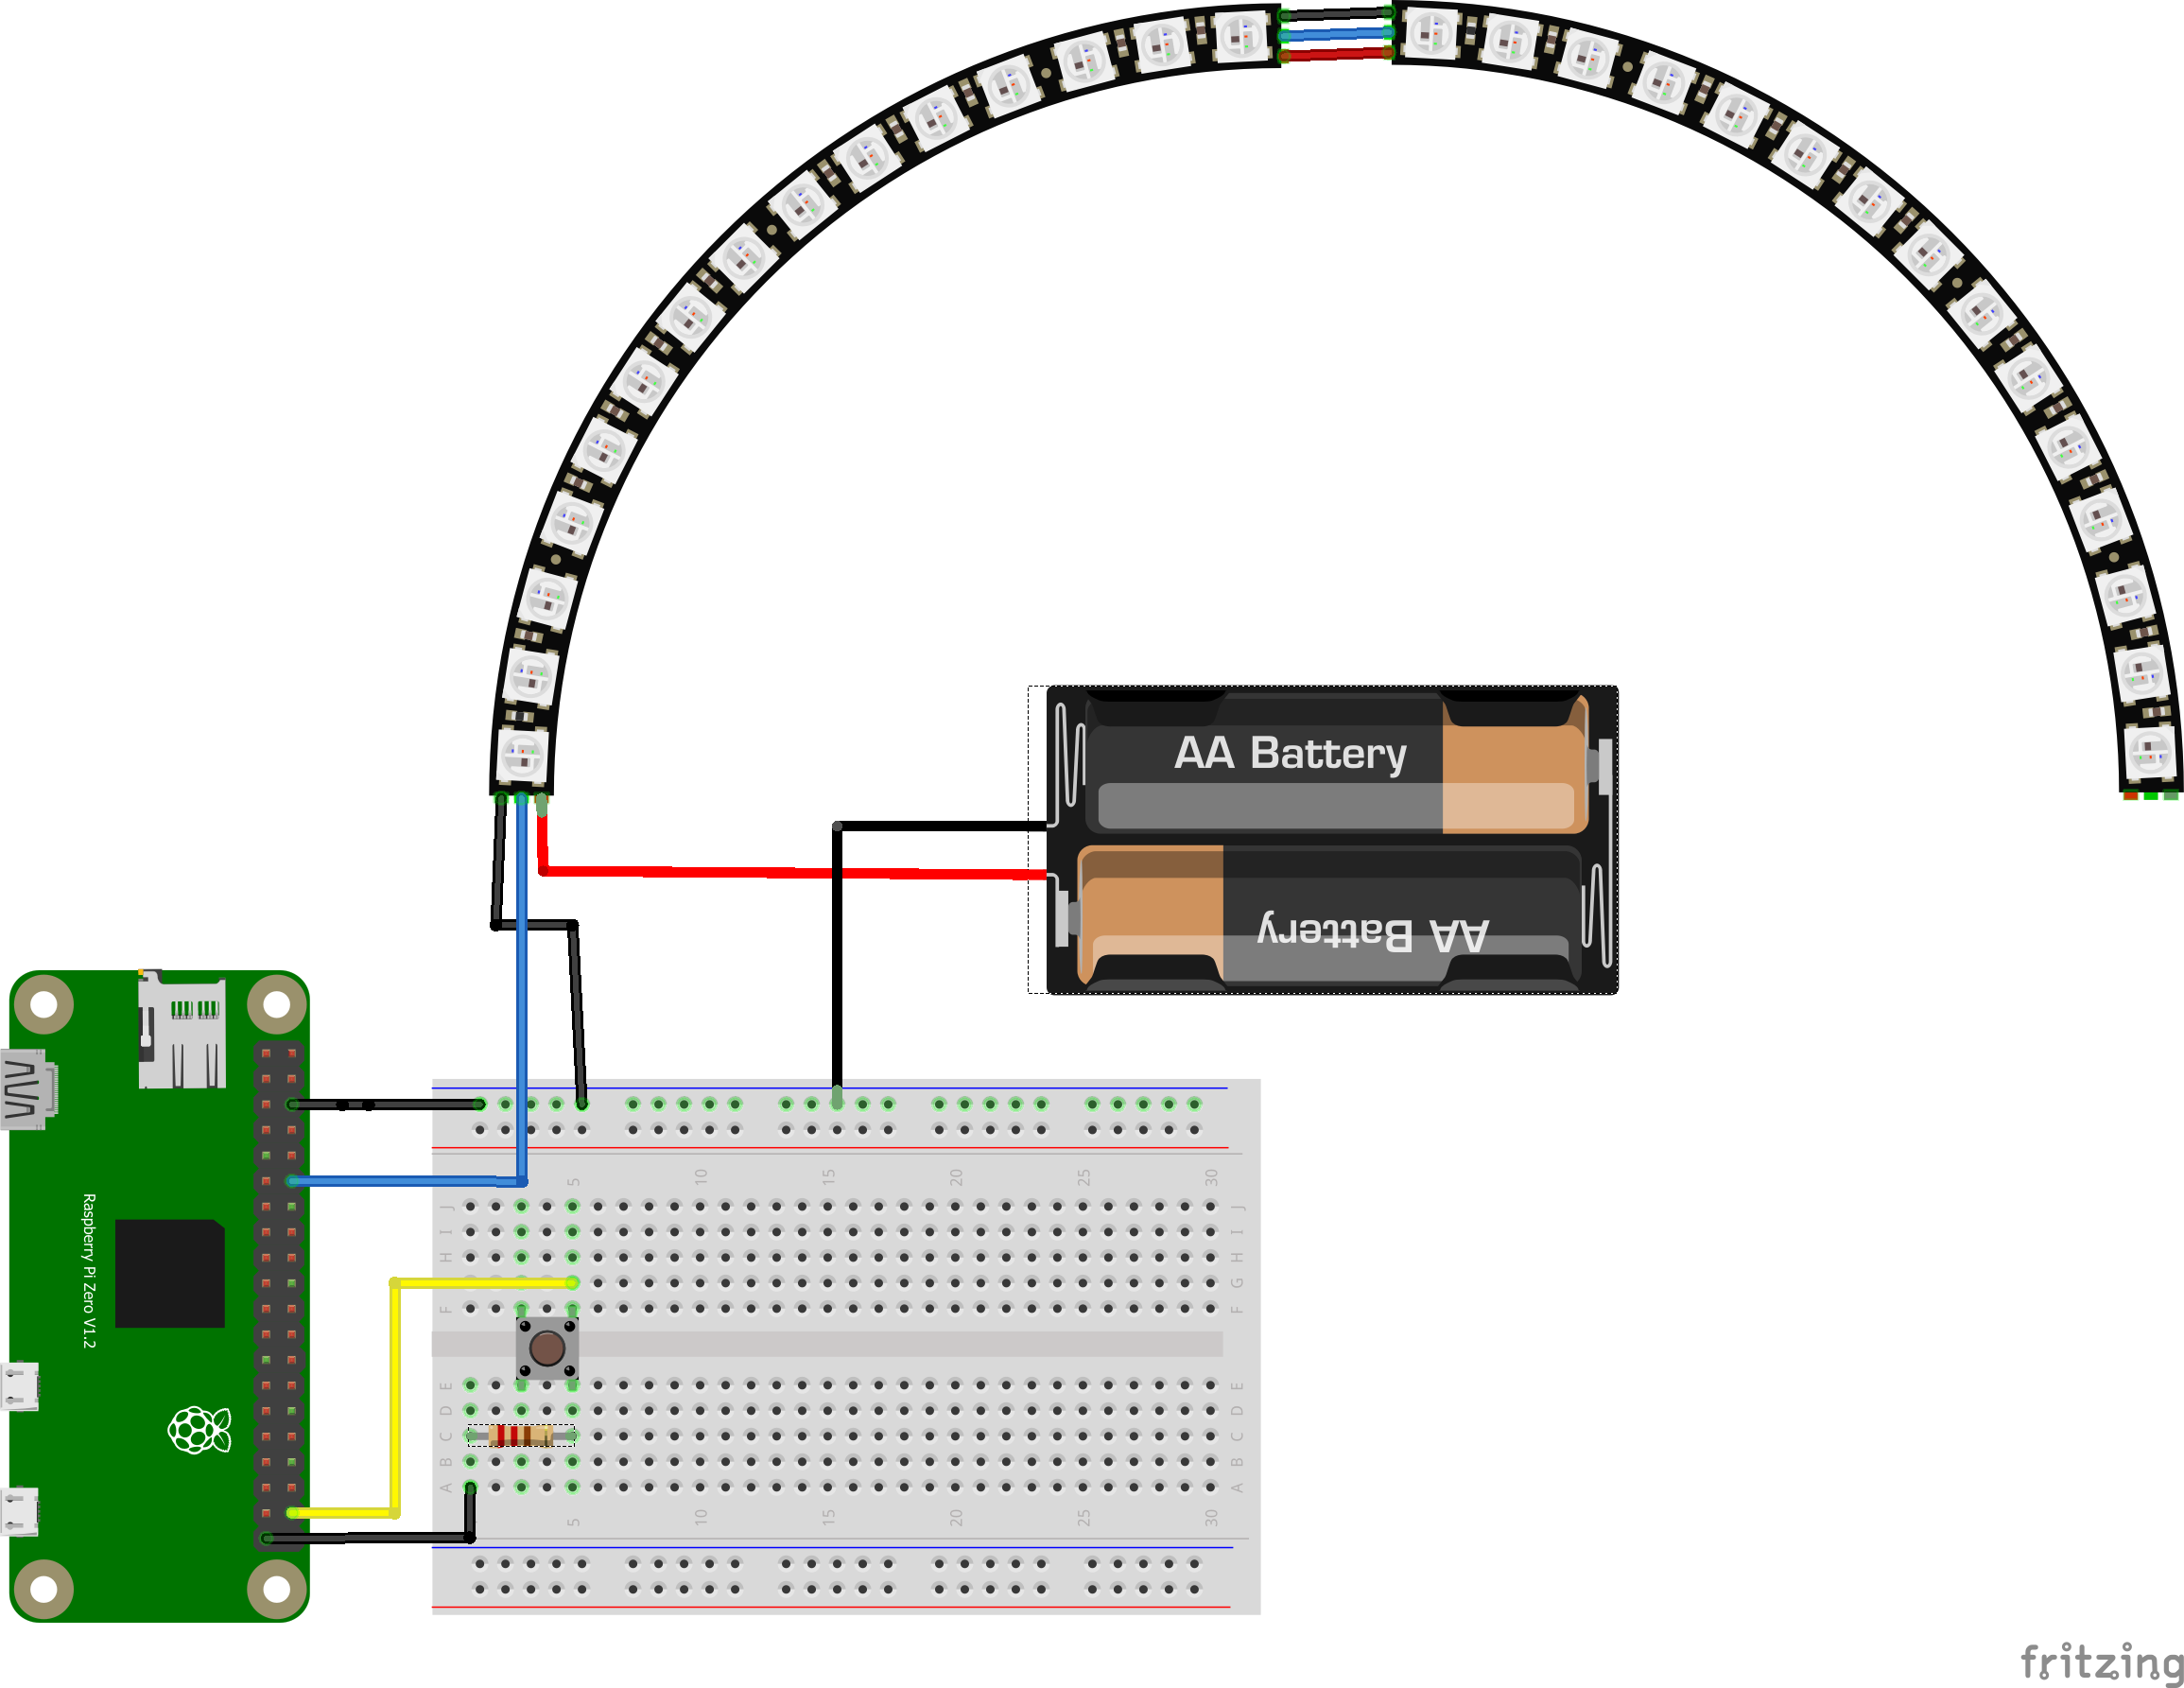 AA Battery
AA Battery
Raspberry Pi Zero V1.2
5 10 15 20 25 30
J J
I I
H H
G G
F F
E E
D D
C C
B B
A A
5 10 15 20 25 30
fritzing